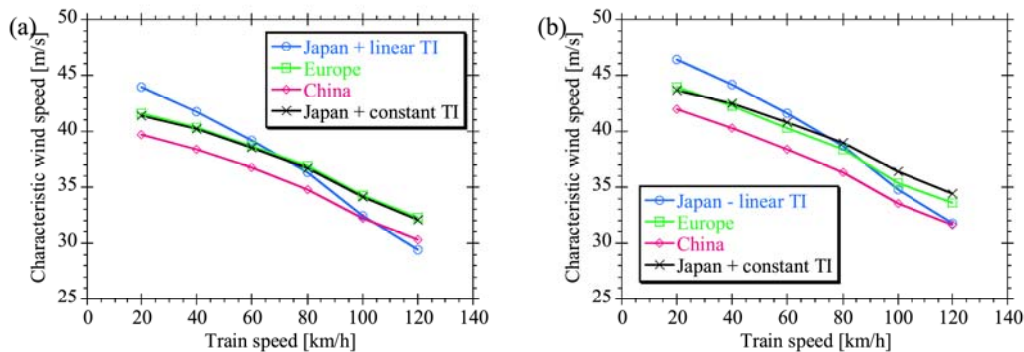 (a)
Characteristic wind speed [m/s]
50
45
40
35
30
25
Japan + linear TI
Europe
China
Japan + constant TI
0 20 40 60 80 100 120 140
Train speed [km/h]
(b)
Characteristic wind speed [m/s]
50
45
40
35
30
25
Japan - linear TI
Europe
China
Japan + constant TI
0 20 40 60 80 100 120 140
Train speed [km/h]